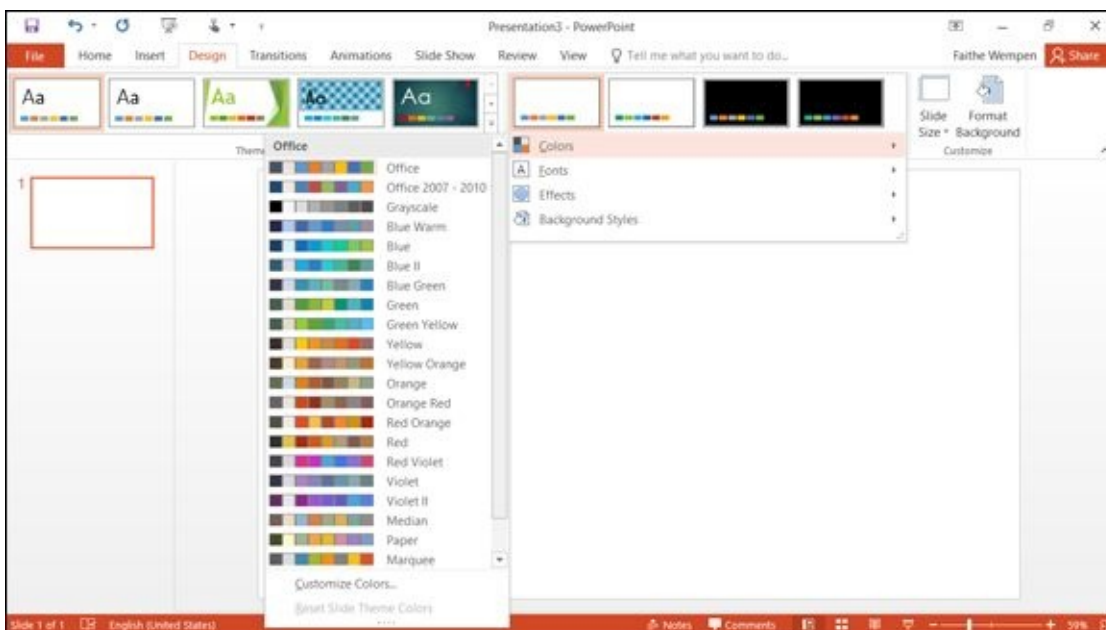 Presentation3 - PowerPoint
File Home Insert Design Transitions Animations Slide Show Review View Tell me what you want to do... Faithe Wempen Share
Aa Aa Aa Aa Aa
Slide Size Format Background
Customize
Theme
Office
Office
Office 2007 - 2010
Grayscale
Blue Warm
Blue
Blue II
Blue Green
Green
Green Yellow
Yellow
Yellow Orange
Orange
Orange Red
Red Orange
Red
Red Violet
Violet
Violet II
Median
Paper
Marquee
Customize Colors...
Reset Slide Theme Colors
Colors
Fonts
Effects
Background Styles
1
Slide 1 of 1 English (United States) Notes Comments 59%